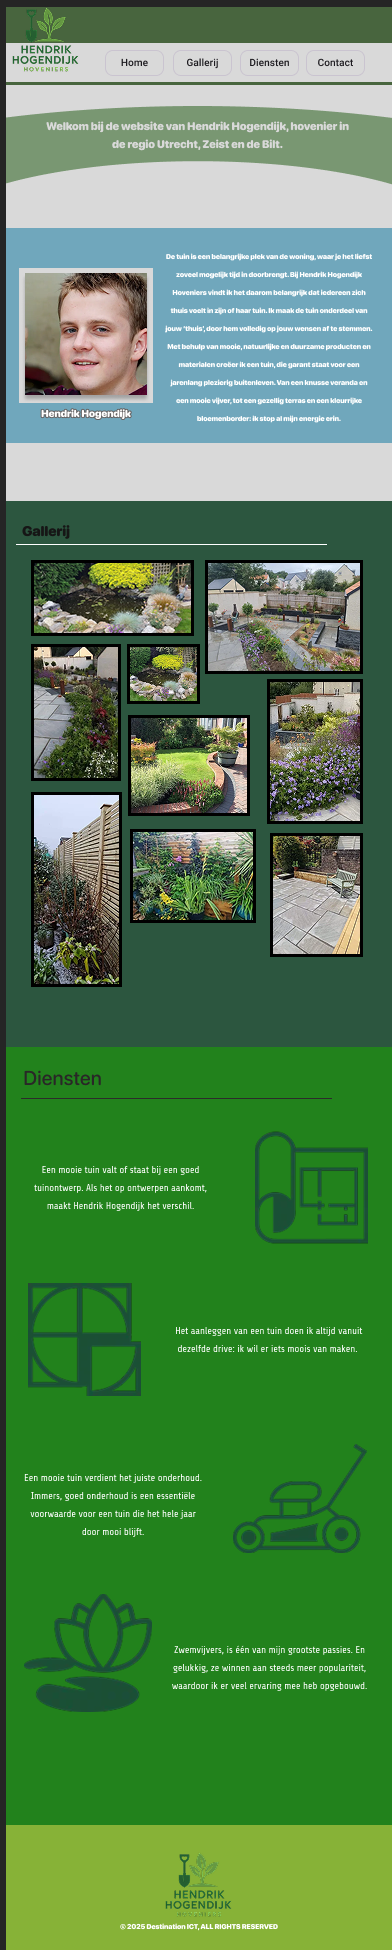 HENDRIK
HOGENDIJK
HOVENIERS
Home
Gallerij
Diensten
Contact
Welkom bij de website van Hendrik Hogendijk, hovenier in
de regio Utrecht, Zeist en de Bilt.
De tuin is een belangrijke plek van de woning, waar je het liefst
zoveel mogelijk tijd in doorbrengt. Bij Hendrik Hogendijk
Hoveniers vindt ik het daarom belangrijk dat iedereen zich
thuis voelt in zijn of haar tuin. Ik maak de tuin onderdeel van
jouw ‘thuis’, door hem volledig op jouw wensen af te stemmen.
Met behulp van mooie, natuurlijke en duurzame producten en
materialen creëer ik een tuin, die garant staat voor een
jarenlang plezierig buitenleven. Van een knusse veranda en
een mooie vijver, tot een gezellig terras en een kleurrijke
bloemenborder: ik stop al mijn energie erin.
Hendrik Hogendijk
Gallerij
Diensten
Een mooie tuin valt of staat bij een goed
tuinontwerp. Als het op ontwerpen aankomt,
maakt Hendrik Hogendijk het verschil.
Het aanleggen van een tuin doen ik altijd vanuit
dezelfde drive: ik wil er iets moois van maken.
Een mooie tuin verdient het juiste onderhoud.
Immers, goed onderhoud is een essentiële
voorwaarde voor een tuin die het hele jaar
door mooi blijft.
Zwemvijvers, is één van mijn grootste passies. En
gelukkig, ze winnen aan steeds meer populariteit,
waardoor ik er veel ervaring mee heb opgebouwd.
HENDRIK
HOGENDIJK
© 2025 Destination ICT, ALL RIGHTS RESERVED